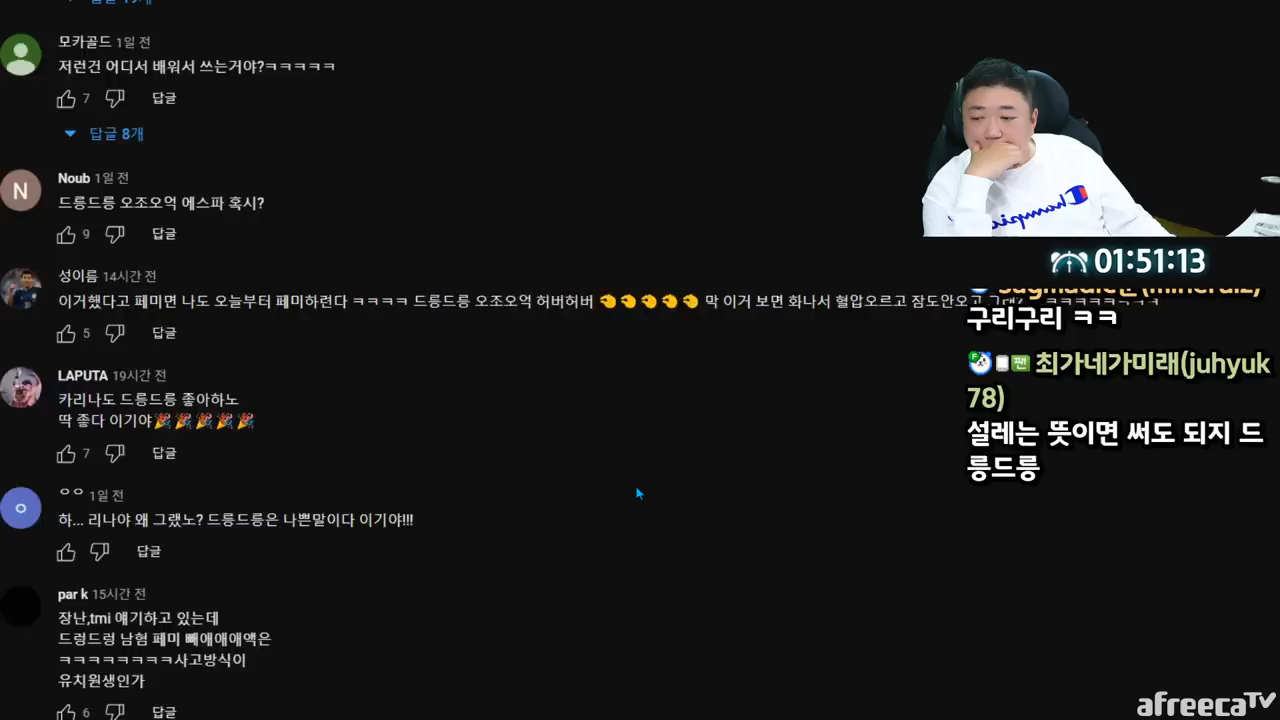 모카골드 1일 전
저런건 어디서 배워서 쓰는거야?ㅋㅋㅋㅋㅋ
7 답글
답글 8개
N
Noub 1일 전
드릉드릉 오조오억 에스파 혹시?
9 답글
성이름 14시간 전
이거했다고 페미면 나도 오늘부터 페미하련다 ㅋㅋㅋㅋ 드릉드릉 오조오억 허버허버 🤏🤏🤏🤏🤏 막 이거 보면 화나서 혈압오르고 잠도안오고
5 답글
LAPUTA 19시간 전
카리나도 드릉드릉 좋아하노
딱 좋다 이기야🎉🎉🎉🎉🎉
7 답글
ㅇ
ㅇㅇ 1일 전
하... 리나야 왜 그랬노? 드릉드릉은 나쁜말이다 이기야!!!
답글
par k 15시간 전
장난,tmi 얘기하고 있는데
드렁드렁 남혐 페미 빼애애애액은
ㅋㅋㅋㅋㅋㅋㅋㅋ사고방식이
유치원생인가
6 답글
Champion
01:51:13
구리구리 ㅋㅋ
팬 최가네가미래(juhyuk
78)
설레는 뜻이면 써도 되지 드
릉드릉
afreecaTV